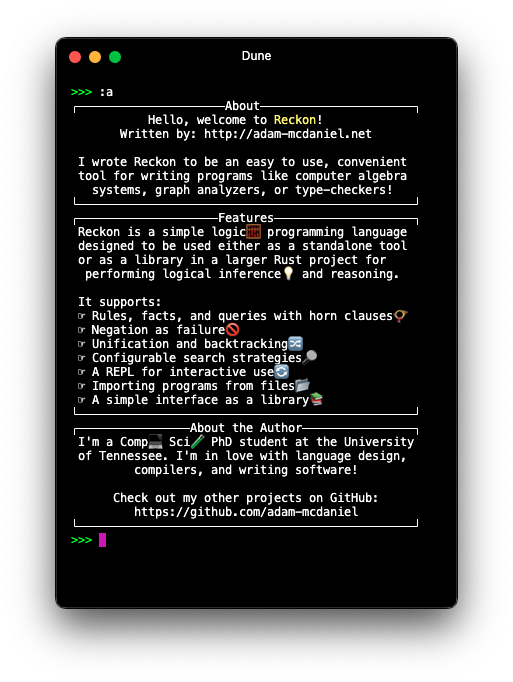 Dune
>>> :a
About
Hello, welcome to Reckon!
Written by: http://adam-mcdaniel.net
I wrote Reckon to be an easy to use, convenient
tool for writing programs like computer algebra
systems, graph analyzers, or type-checkers!
Features
Reckon is a simple logic🧮 programming language
designed to be used either as a standalone tool
or as a library in a larger Rust project for
performing logical inference💡 and reasoning.
It supports:
☞ Rules, facts, and queries with horn clauses📯
☞ Negation as failure🚫
☞ Unification and backtracking🔀
☞ Configurable search strategies🔎
☞ A REPL for interactive use🔄
☞ Importing programs from files📂
☞ A simple interface as a library📚
About the Author
I'm a Comp💻 Sci🧪 PhD student at the University
of Tennessee. I'm in love with language design,
compilers, and writing software!
Check out my other projects on GitHub:
https://github.com/adam-mcdaniel
>>>